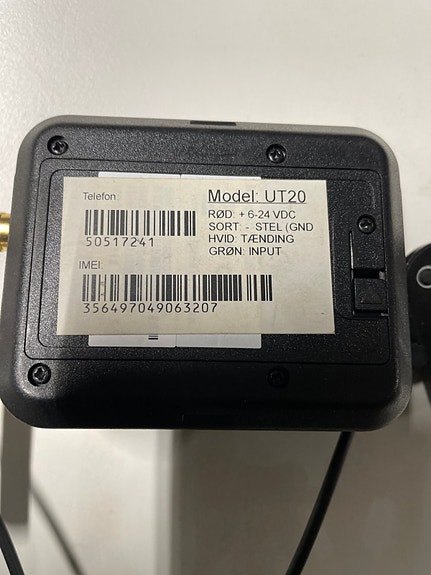 Telefon:
50517241
IMEI:
356497049063207
Model: UT20
RØD: + 6-24 VDC
SORT: - STEL (GND
HVID: TÆNDING
GRØN: INPUT